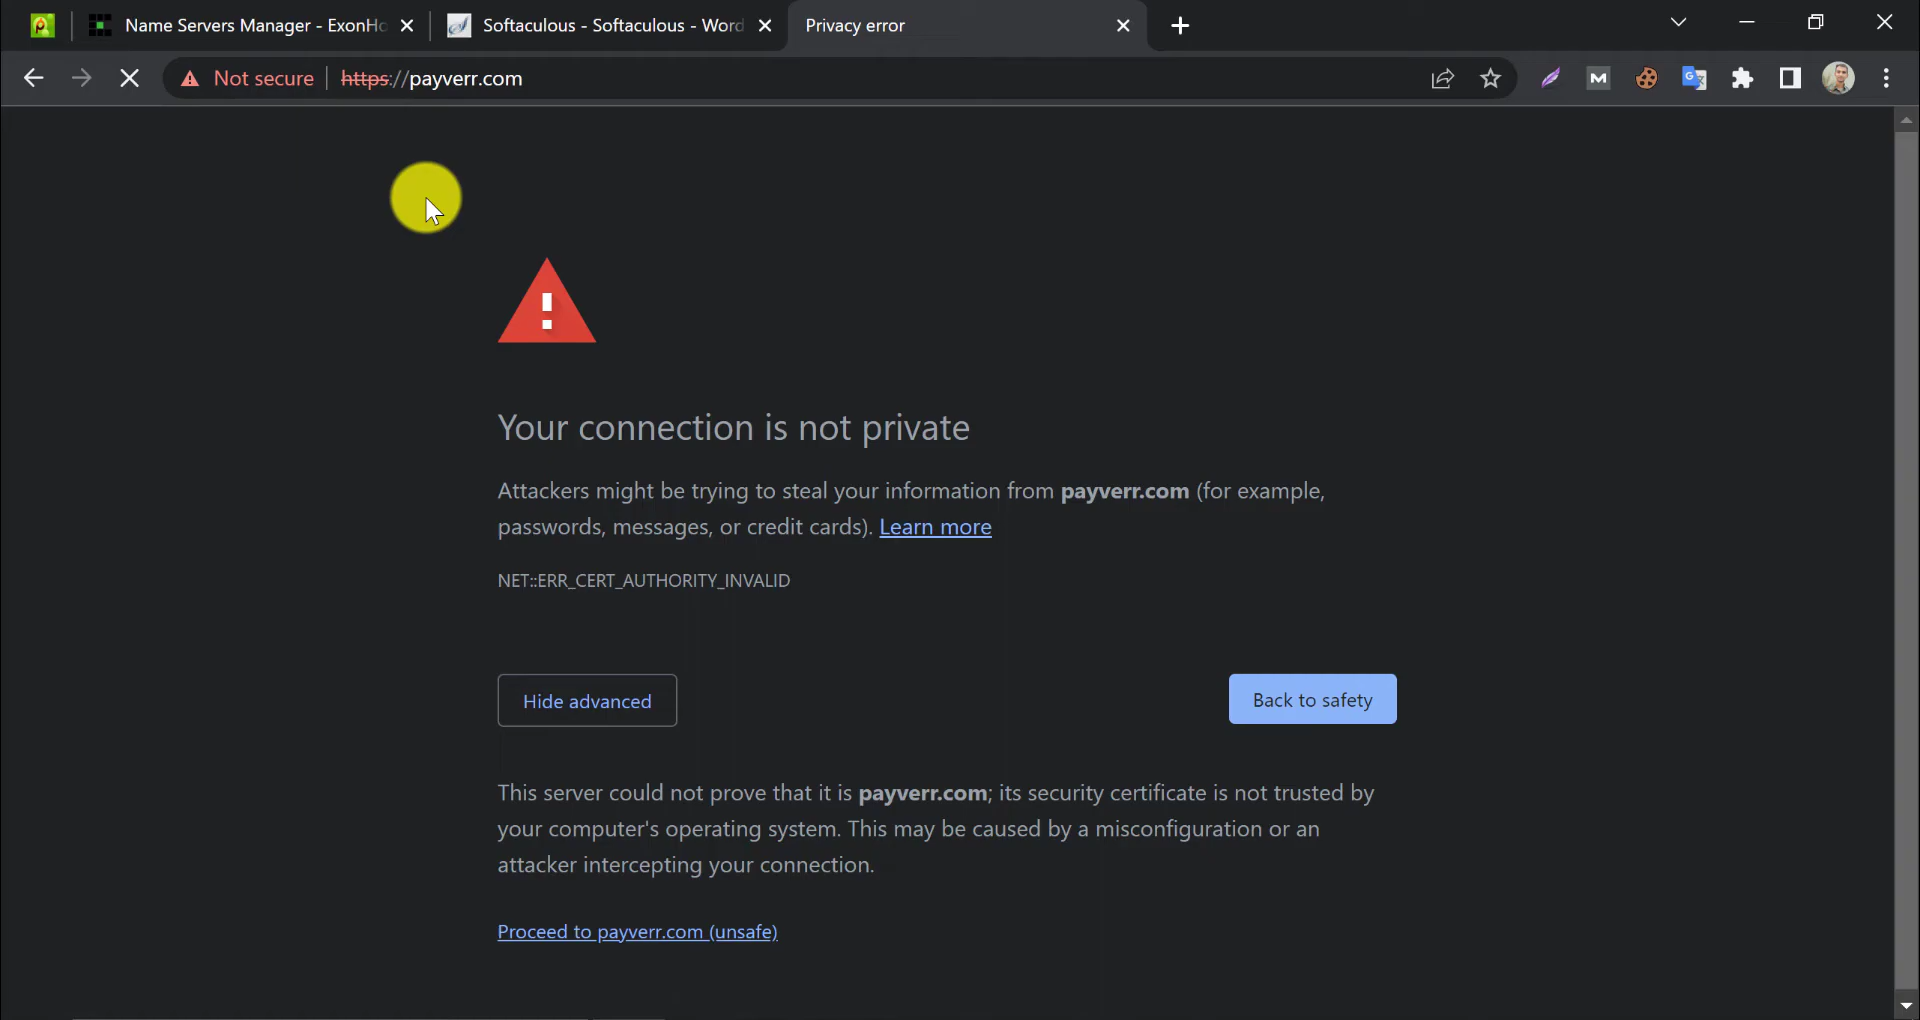 Name Servers Manager - ExonHo
Softaculous - Softaculous - Word
Privacy error
Not secure
https://payverr.com
Your connection is not private
Attackers might be trying to steal your information from payverr.com (for example,
passwords, messages, or credit cards). Learn more
NET::ERR_CERT_AUTHORITY_INVALID
Hide advanced
Back to safety
This server could not prove that it is payverr.com; its security certificate is not trusted by
your computer's operating system. This may be caused by a misconfiguration or an
attacker intercepting your connection.
Proceed to payverr.com (unsafe)